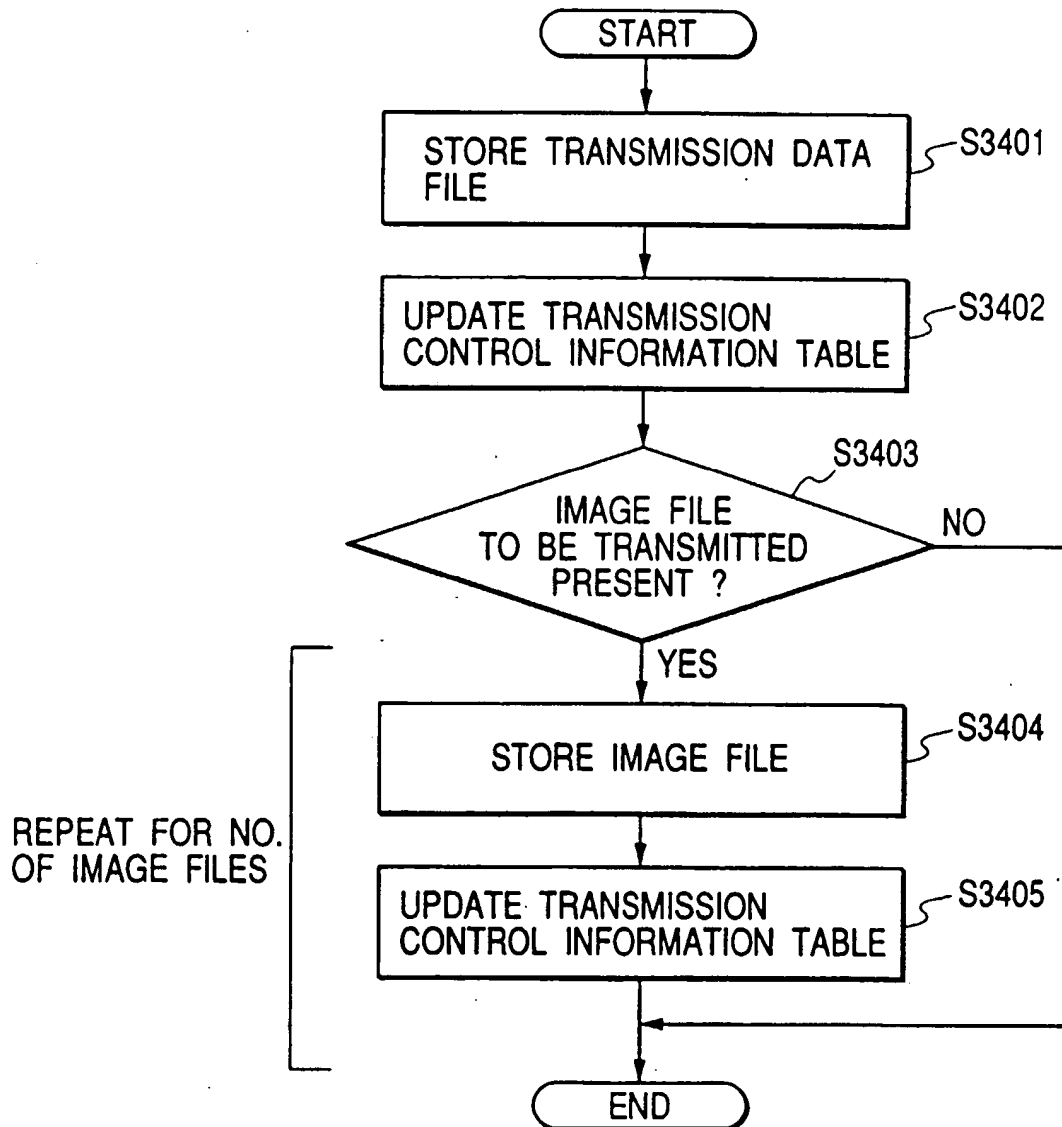 START
STORE TRANSMISSION DATA
FILE
S3401
UPDATE TRANSMISSION
CONTROL INFORMATION TABLE
S3402
S3403
IMAGE FILE
TO BE TRANSMITTED
PRESENT ?
NO
YES
STORE IMAGE FILE
S3404
REPEAT FOR NO.
OF IMAGE FILES
UPDATE TRANSMISSION
CONTROL INFORMATION TABLE
S3405
END